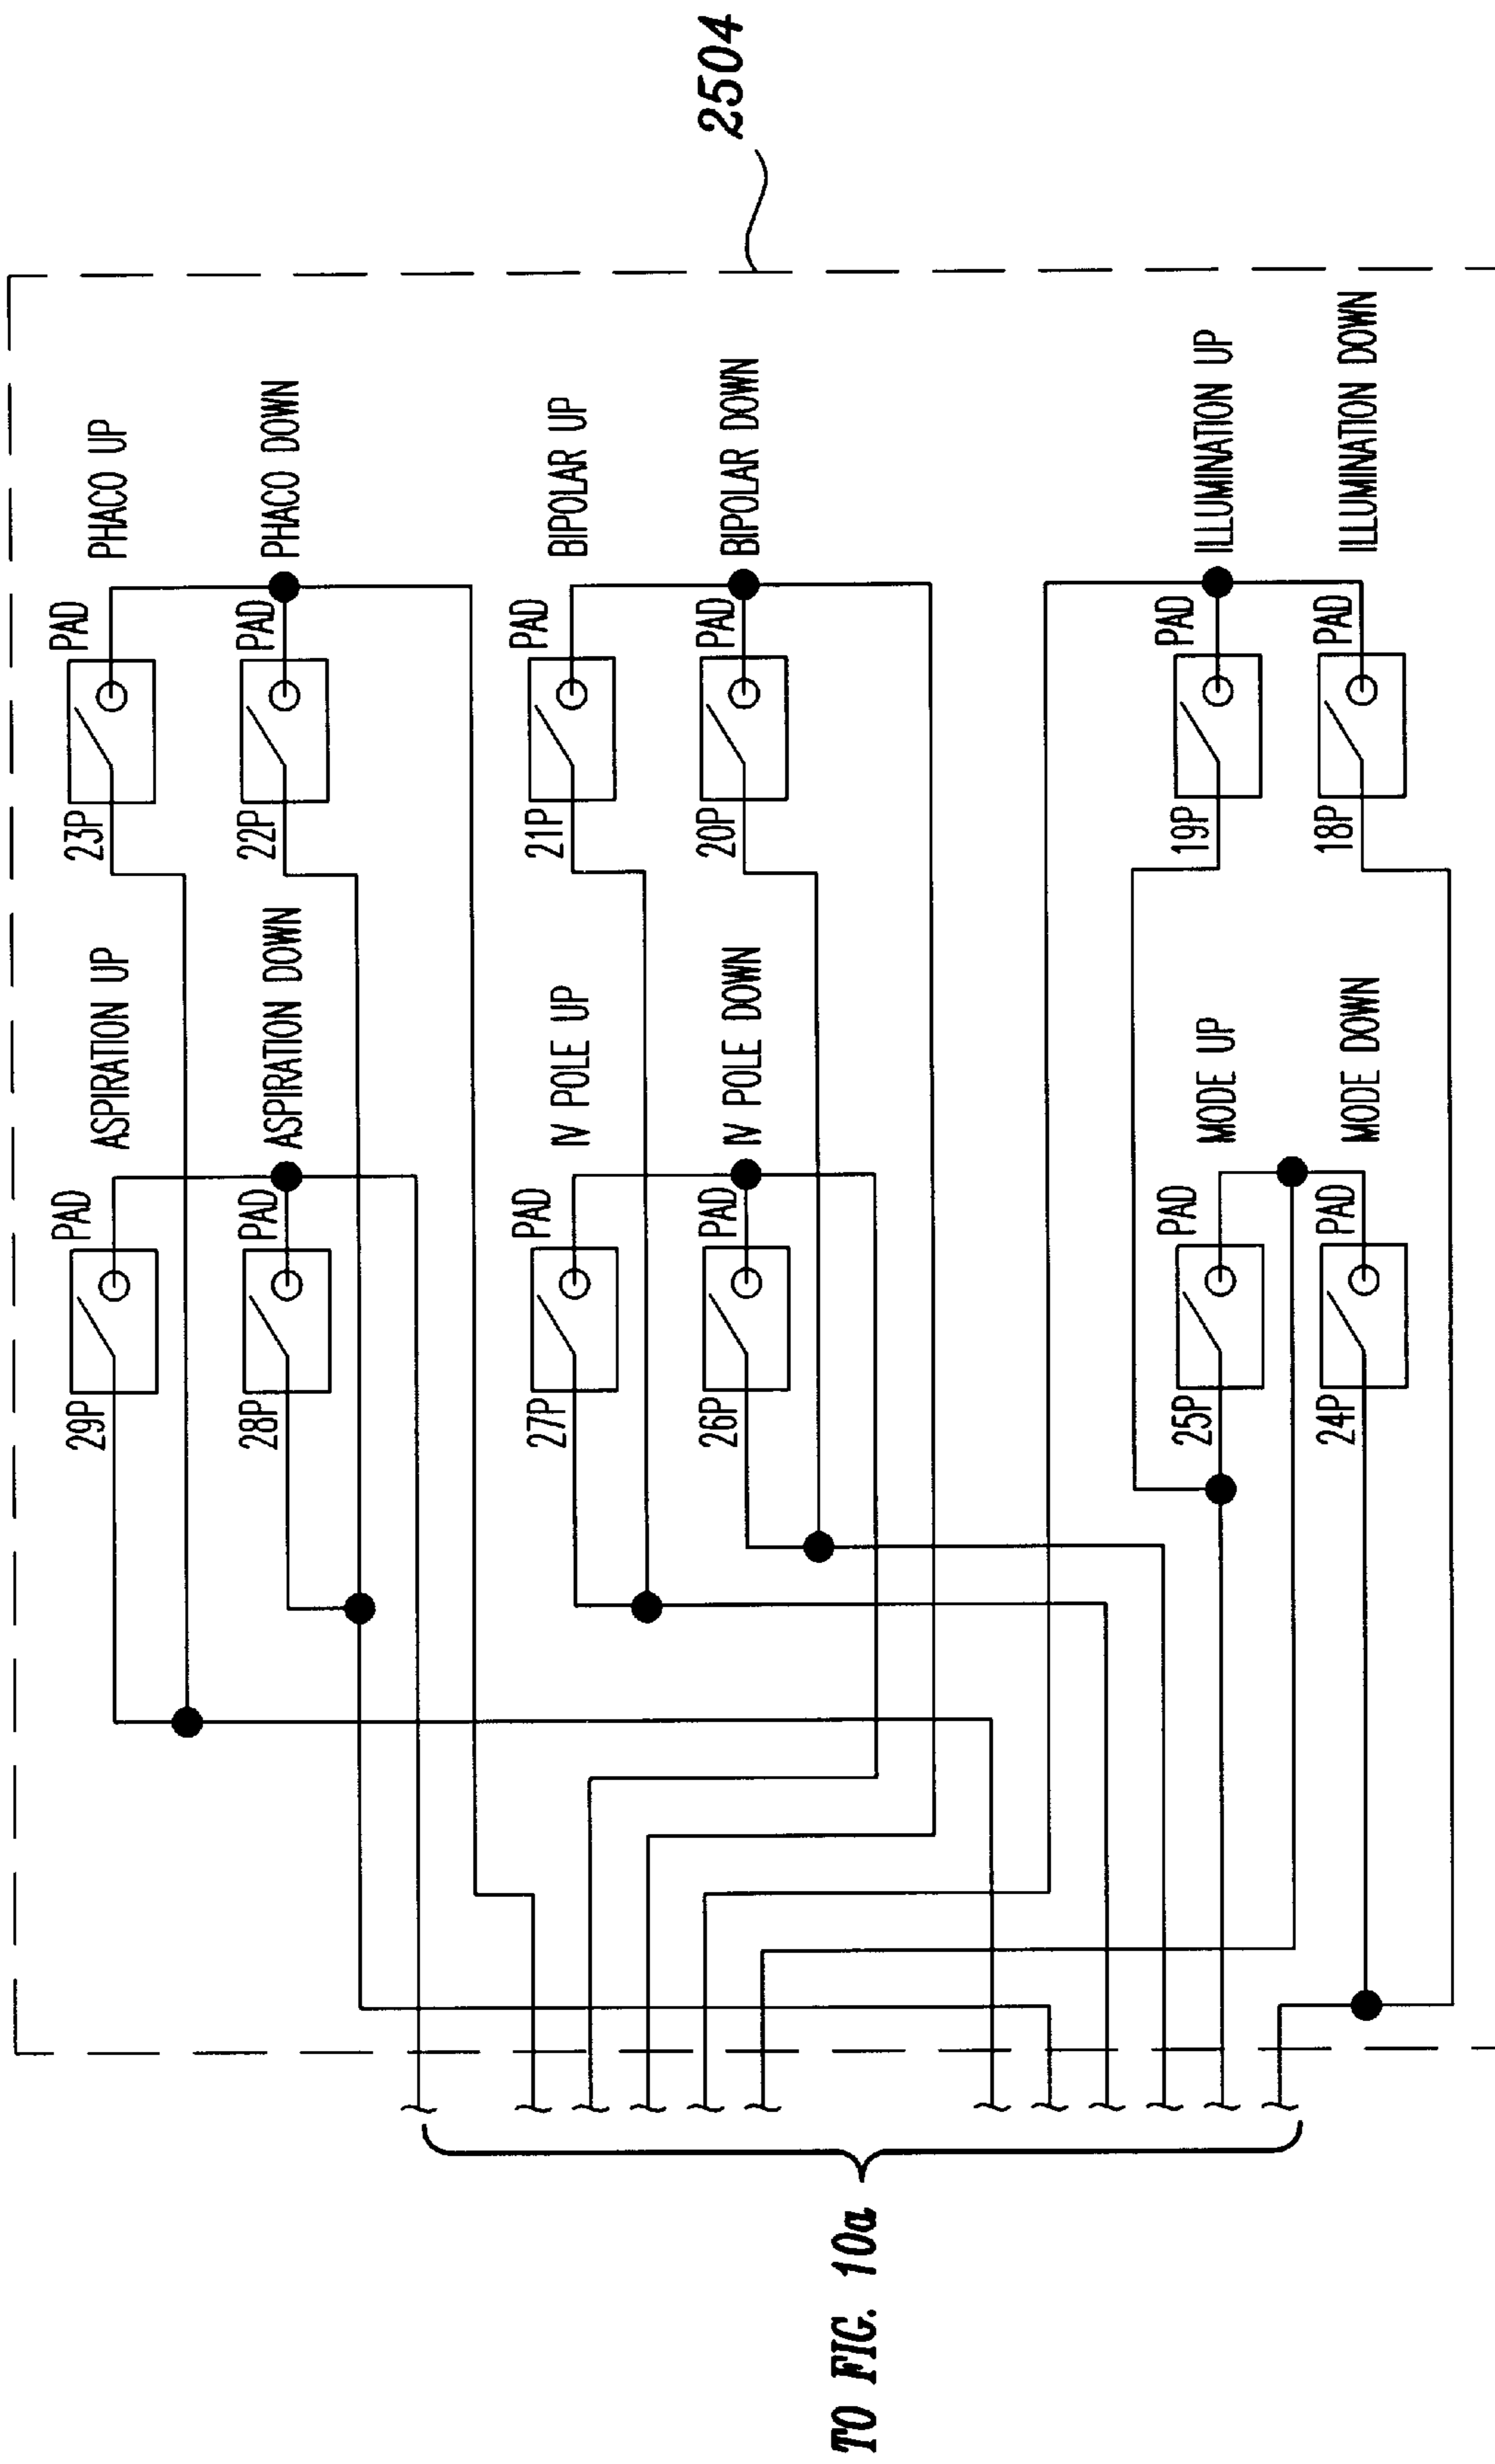 2504
PHACO UP
PAD
23P
PHACO DOWN
PAD
22P
BIPOLAR UP
PAD
21P
BIPOLAR DOWN
PAD
20P
ILLUMINATION UP
PAD
19P
ILLUMINATION DOWN
PAD
18P
ASPIRATION UP
PAD
29P
ASPIRATION DOWN
PAD
28P
IV POLE UP
PAD
27P
IV POLE DOWN
PAD
26P
MODE UP
PAD
25P
MODE DOWN
PAD
24P
TO FIG. 10a